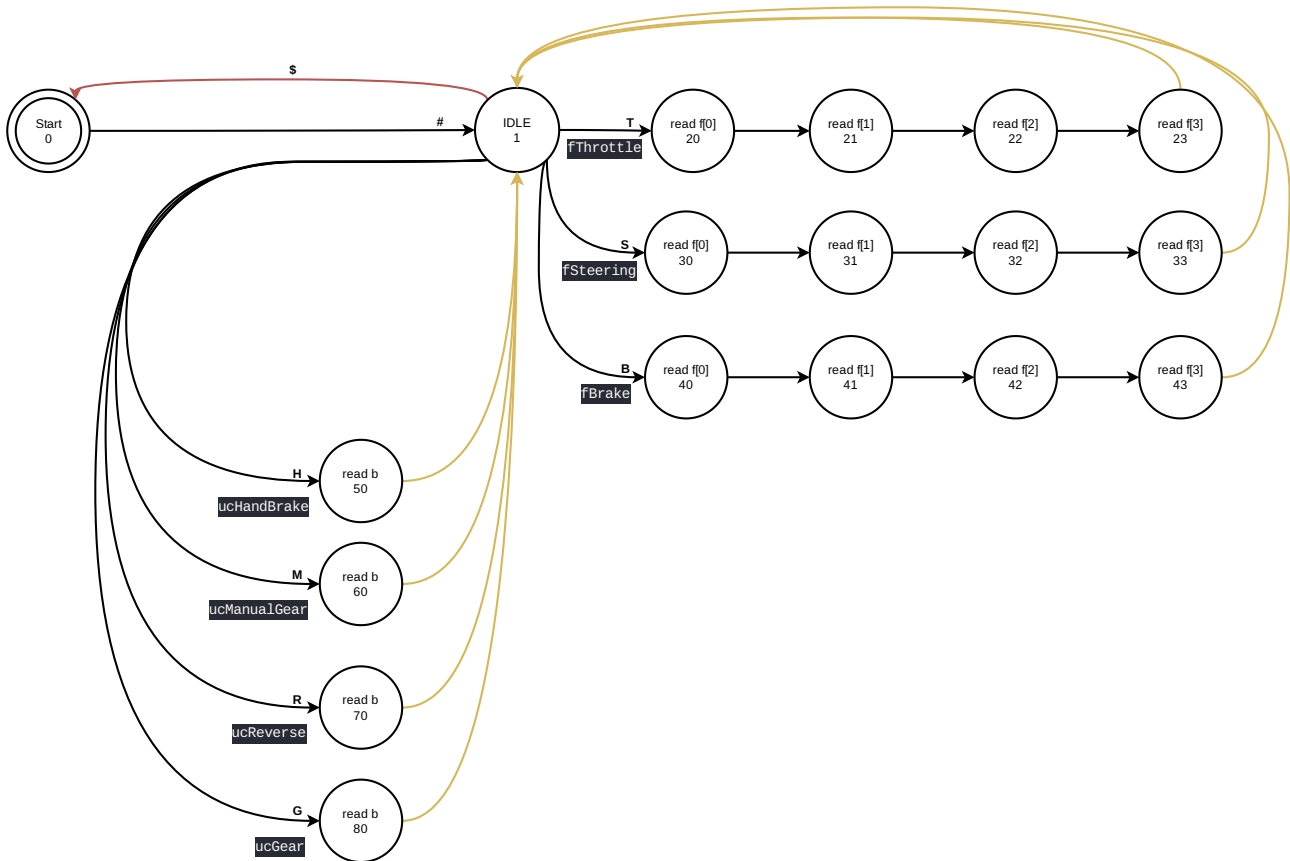 $
Start
0
#
IDLE
1
T
fThrottle
read f[0]
20
read f[1]
21
read f[2]
22
read f[3]
23
S
fSteering
read f[0]
30
read f[1]
31
read f[2]
32
read f[3]
33
B
fBrake
read f[0]
40
read f[1]
41
read f[2]
42
read f[3]
43
H
ucHandBrake
read b
50
M
ucManualGear
read b
60
R
ucReverse
read b
70
G
ucGear
read b
80